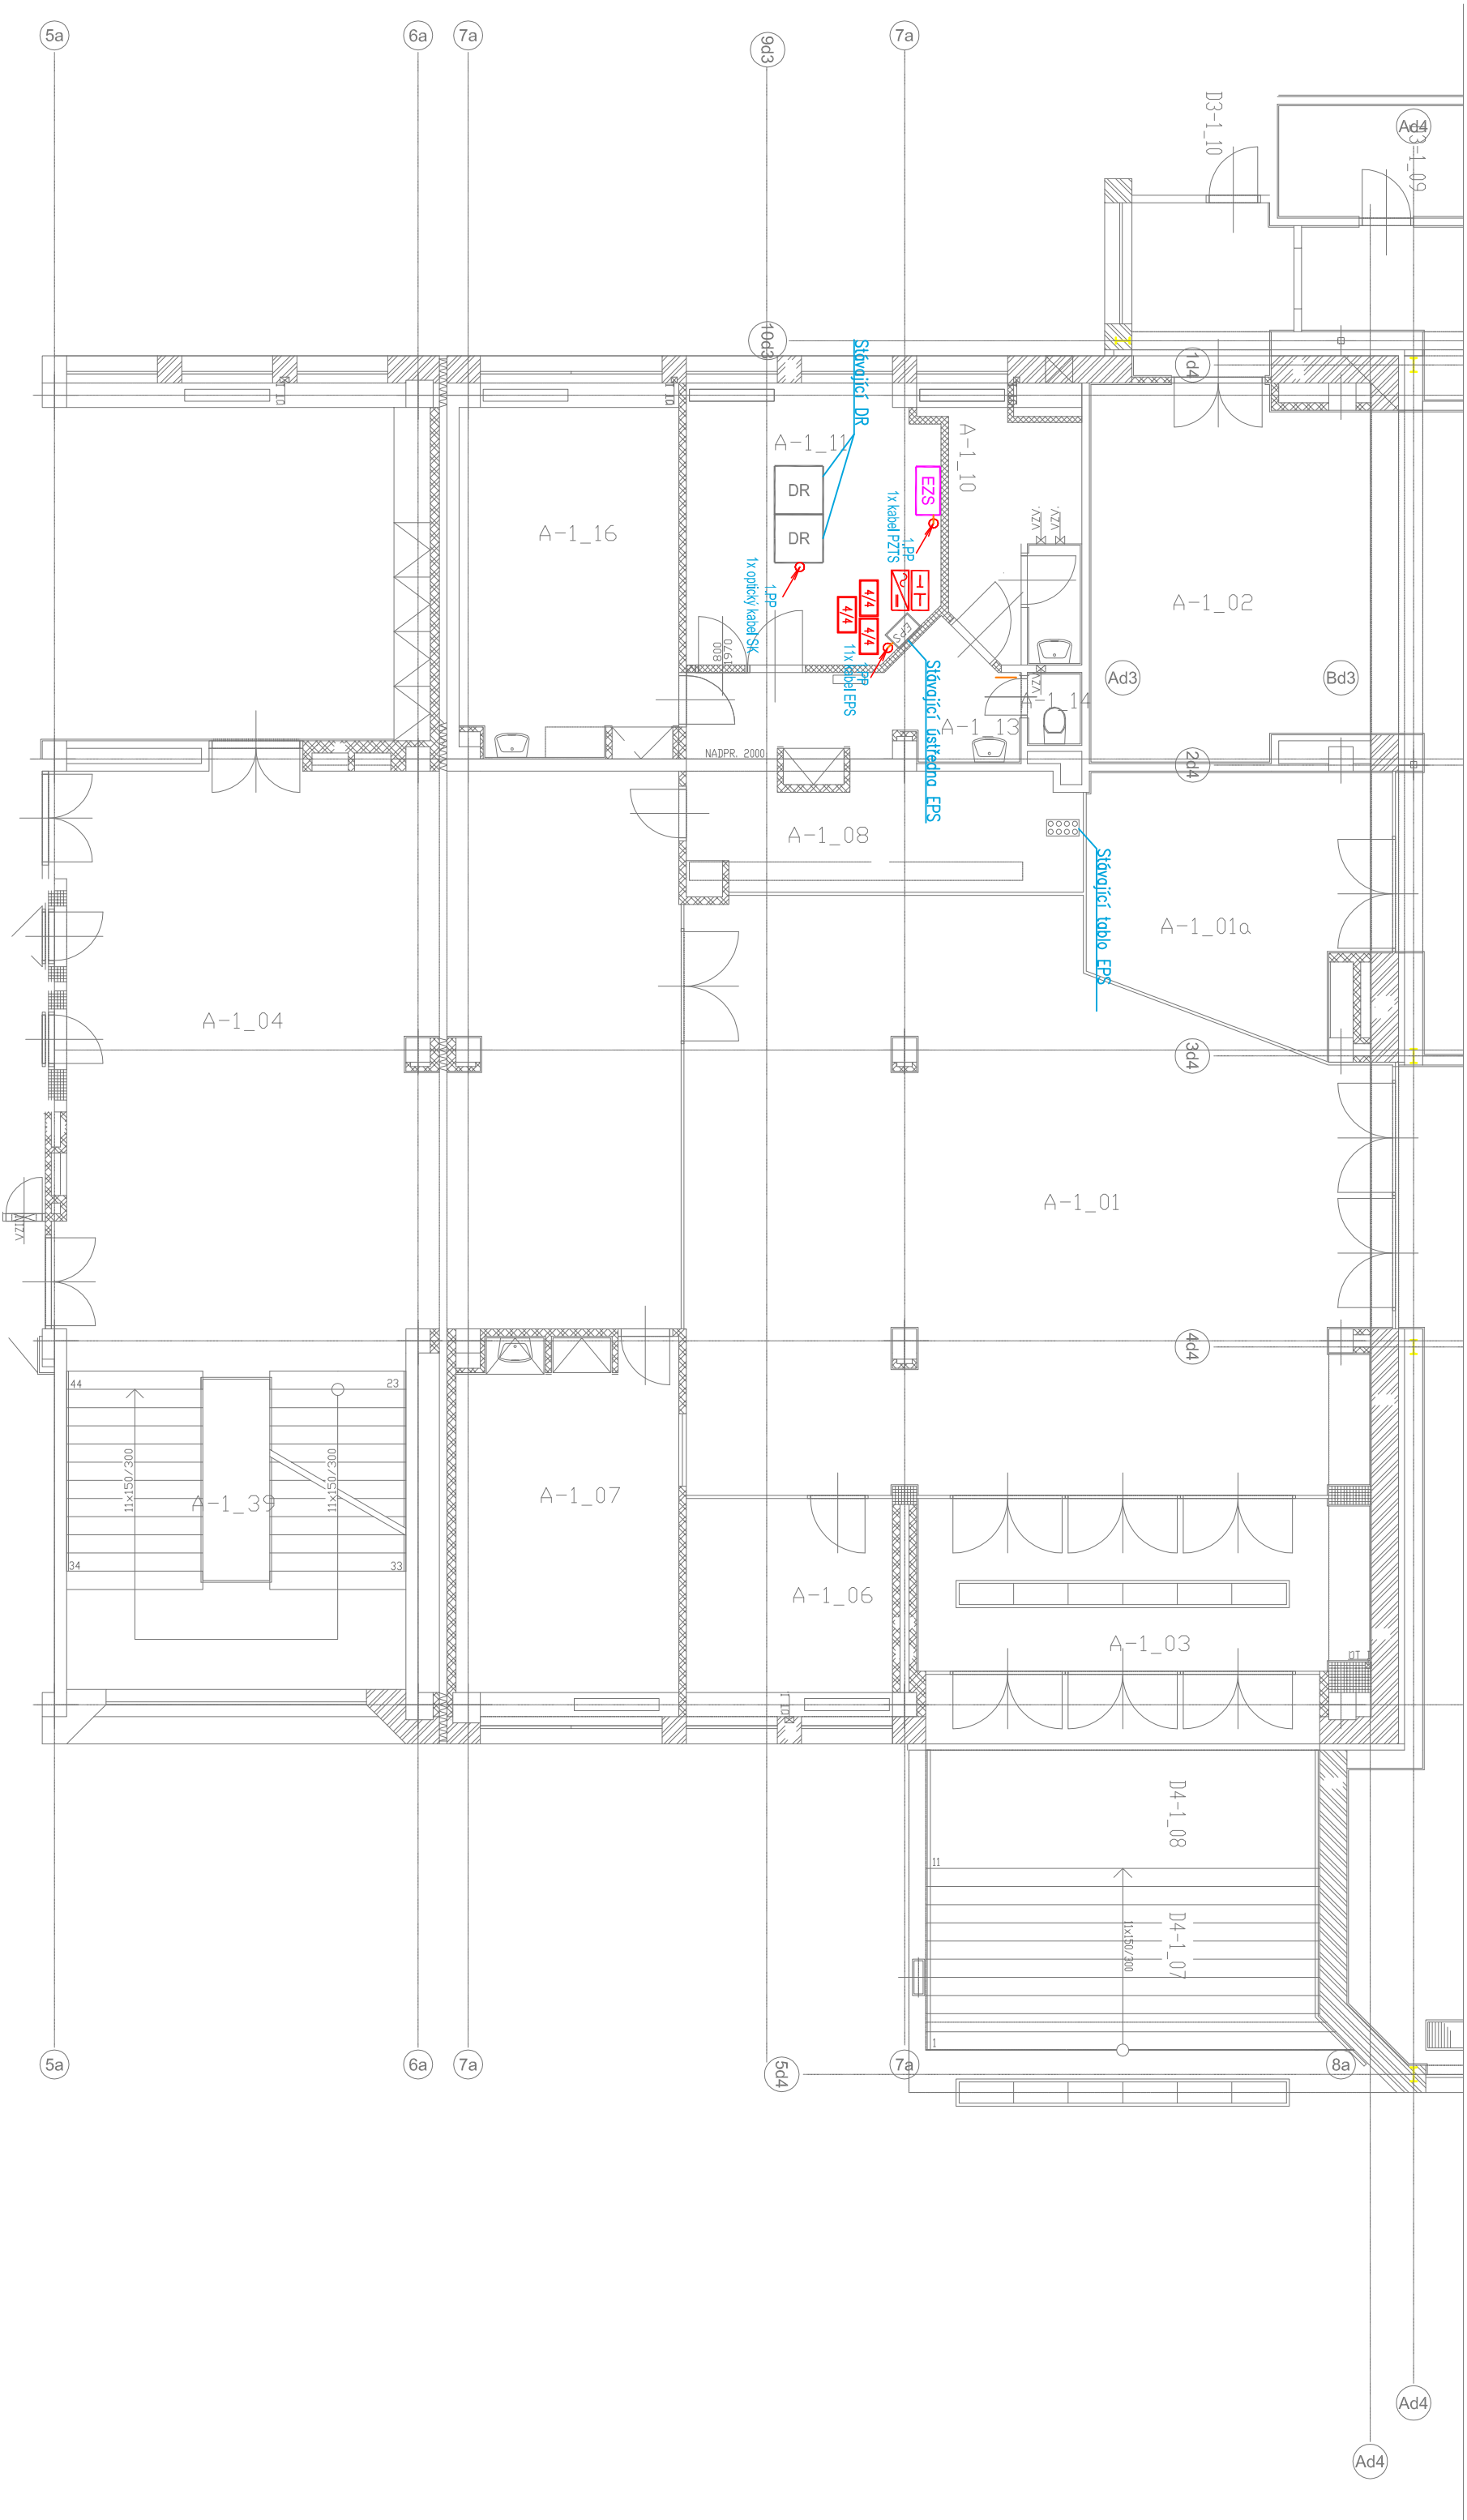 5a
6a
7a
9d3
7a
Ad4
D3-1_10
10d3
1d4
Stávající DR
A-1_11
A-1_10
DR
DR
EZS
1x kabel PZTS
1.PP
1x optický kabel SK
1.PP
4/4
4/4
4/4
EPS
11x kabel EPS
1.PP
Stávající ústředna EPS
VZV.
VZV.
VZV.
A-1_16
A-1_02
800
1970
Ad3
Bd3
A-1_14
A-1_13
NADPR. 2000
2d4
A-1_08
Stávající tablo EPS
A-1_01a
A-1_04
3d4
A-1_01
4d4
44
23
11x150/300
11x150/300
A-1_39
34
33
A-1_07
A-1_06
A-1_03
D4-1_08
11
D4-1_07
11x150/300
1
5a
6a
7a
5d4
7a
8a
Ad4
Ad4